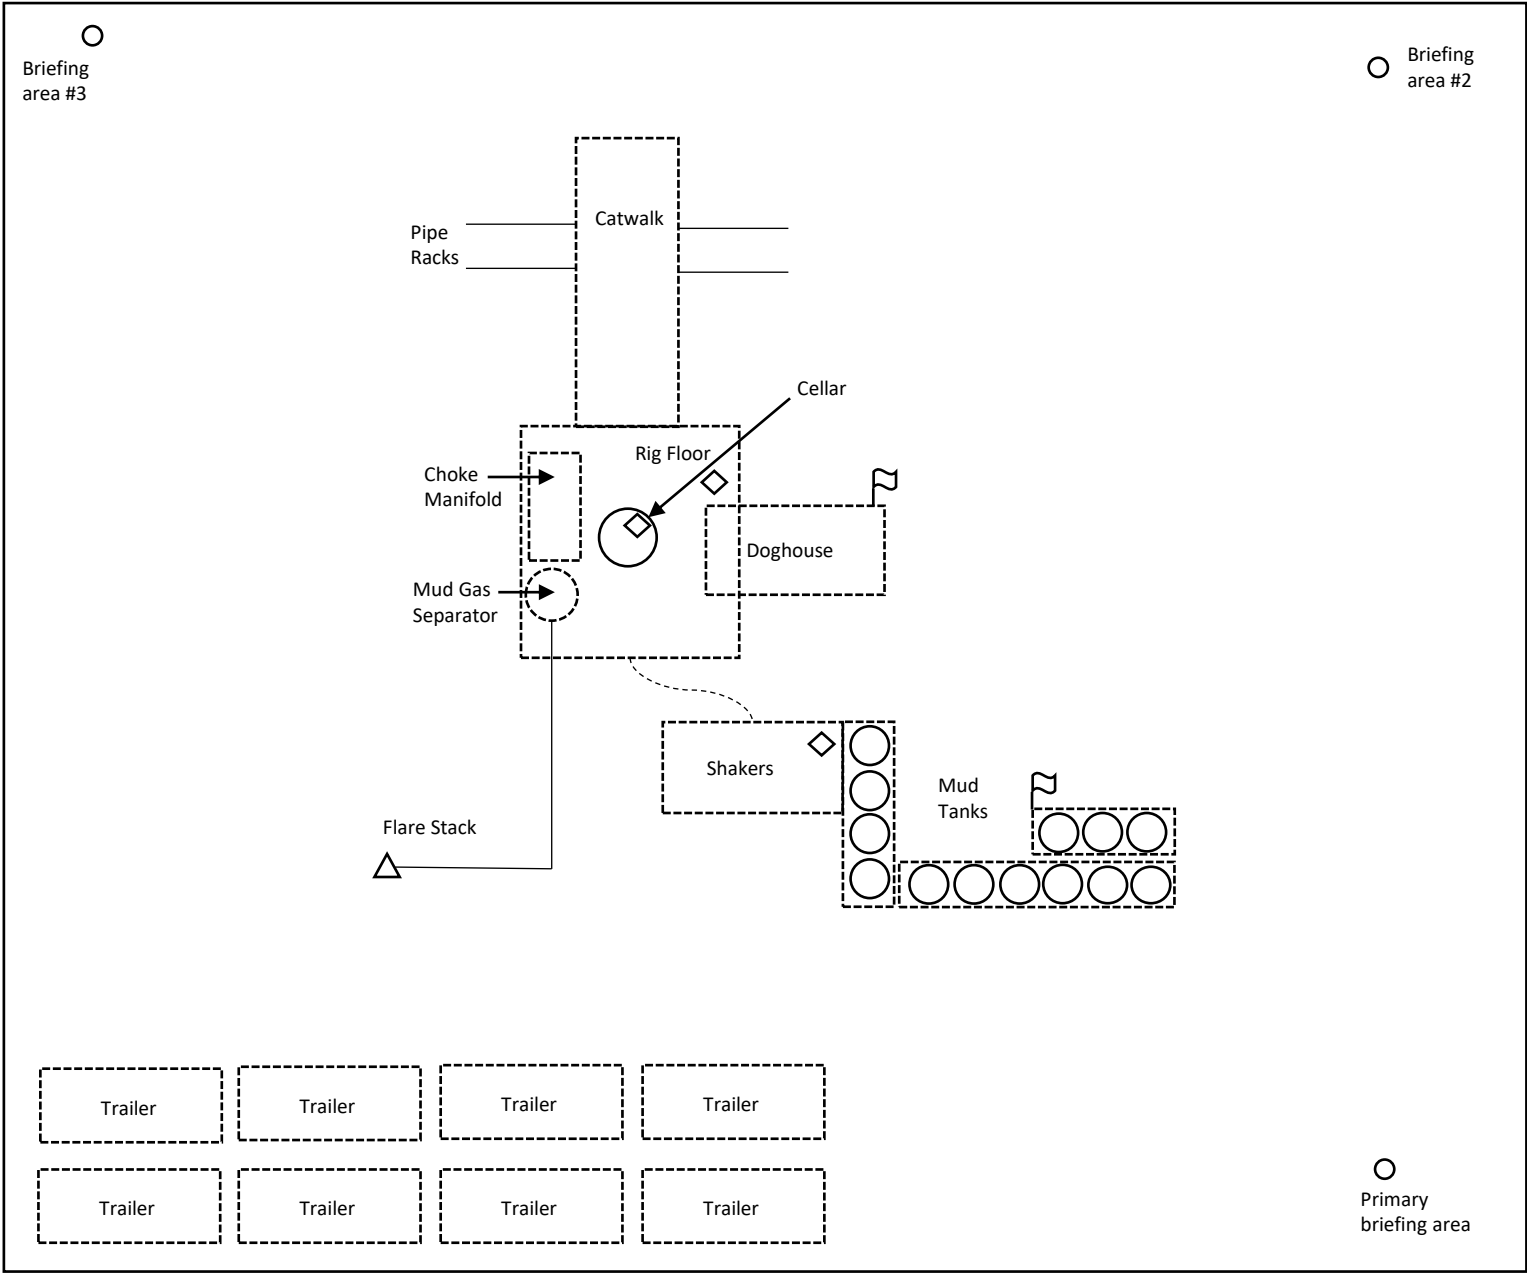 Briefing
area #3
Briefing
area #2
Catwalk
Pipe
Racks
Cellar
Rig Floor
Choke
Manifold
Doghouse
Mud Gas
Separator
Shakers
Mud
Tanks
Flare Stack
Trailer
Trailer
Trailer
Trailer
Trailer
Trailer
Trailer
Trailer
Primary
briefing area